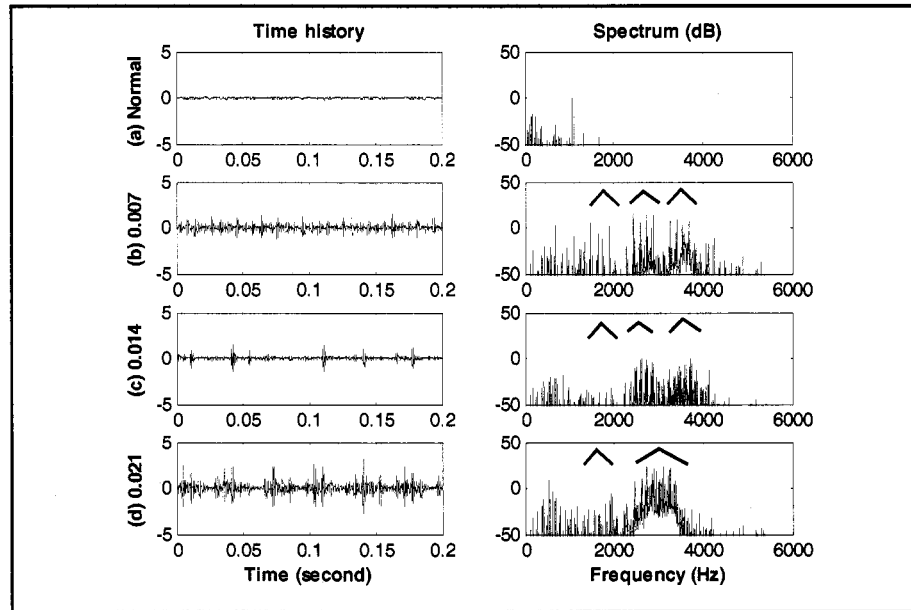 Time history
Spectrum (dB)
(a) Normal
5
0
-5
0 0.05 0.1 0.15 0.2
50
0
-50
0 2000 4000 6000
(b) 0.007
5
0
-5
0 0.05 0.1 0.15 0.2
50
0
-50
0 2000 4000 6000
(c) 0.014
5
0
-5
0 0.05 0.1 0.15 0.2
50
0
-50
0 2000 4000 6000
(d) 0.021
5
0
-5
0 0.05 0.1 0.15 0.2
50
0
-50
0 2000 4000 6000
Time (second)
Frequency (Hz)